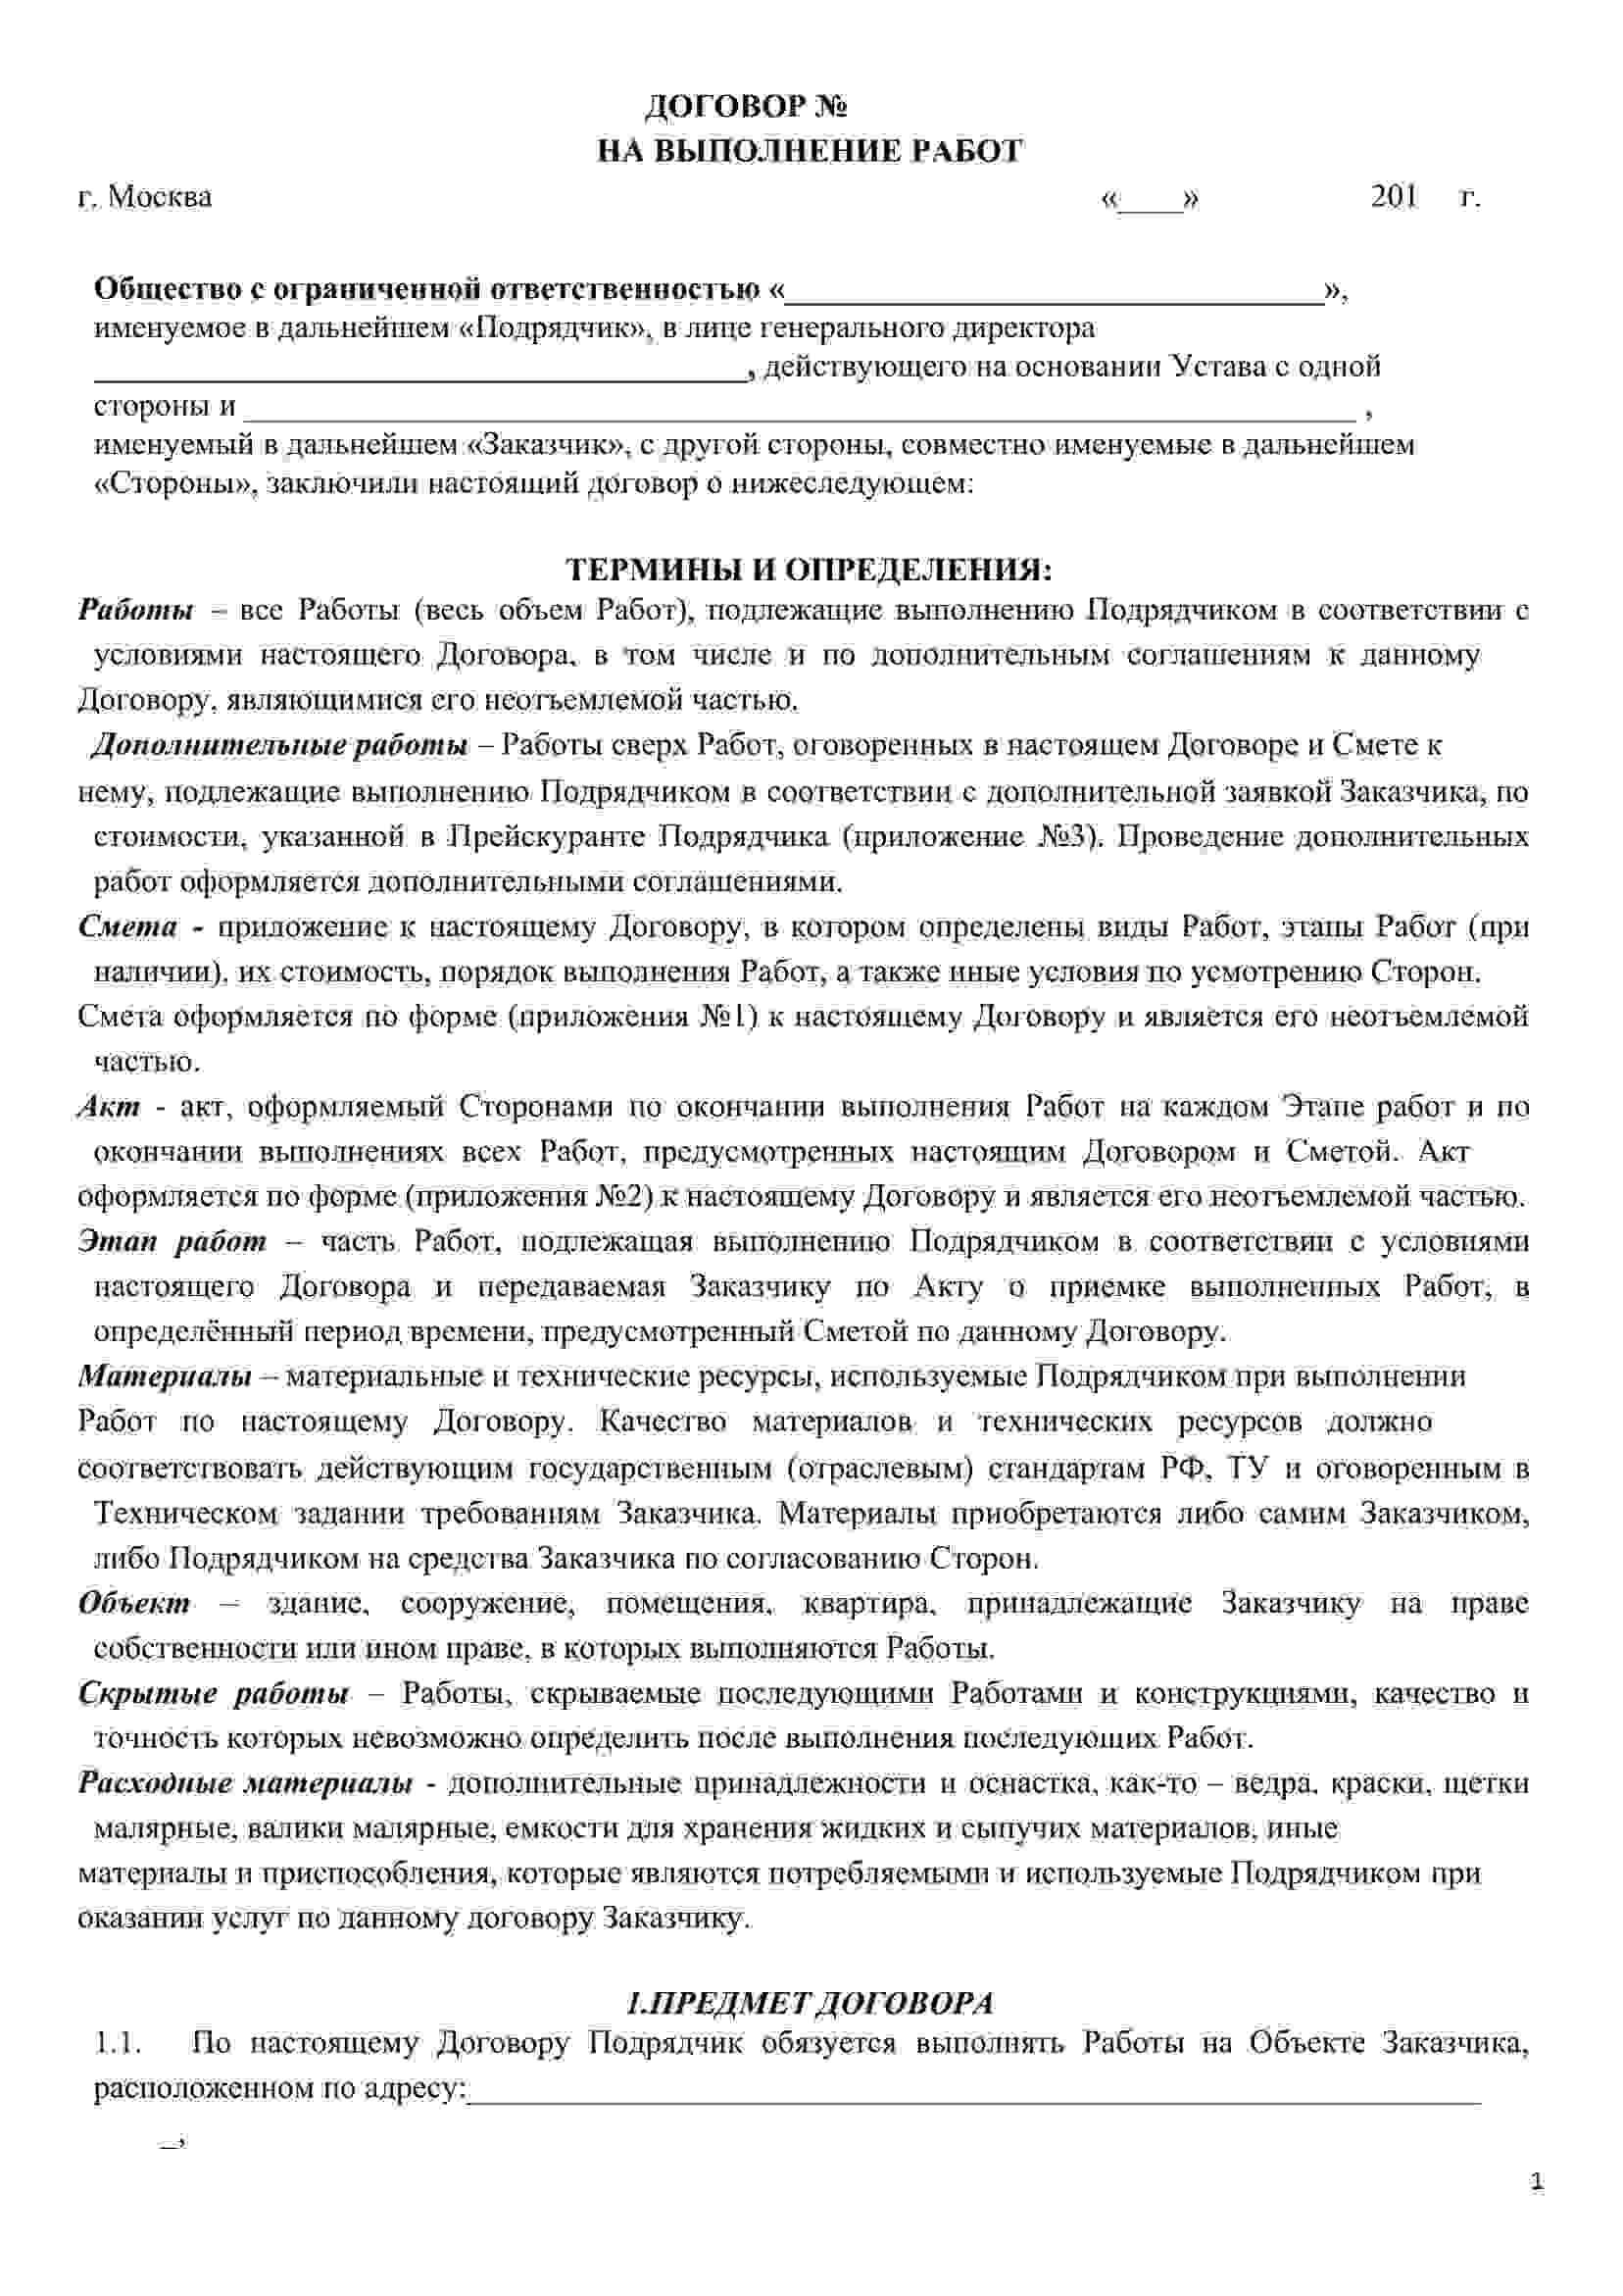 ДОГОВОР №
НА ВЫПОЛНЕНИЕ РАБОТ
г. Москва «____» 201 г.
Общество с ограниченной ответственностью «__________________________________»,
именуемое в дальнейшем «Подрядчик», в лице генерального директора
_________________________________________, действующего на основании Устава с одной
стороны и ______________________________________________________________________ ,
именуемый в дальнейшем «Заказчик», с другой стороны, совместно именуемые в дальнейшем
«Стороны», заключили настоящий договор о нижеследующем:
ТЕРМИНЫ И ОПРЕДЕЛЕНИЯ:
Работы – все Работы (весь объем Работ), подлежащие выполнению Подрядчиком в соответствии с
условиями настоящего Договора, в том числе и по дополнительным соглашениям к данному
Договору, являющимися его неотъемлемой частью.
Дополнительные работы – Работы сверх Работ, оговоренных в настоящем Договоре и Смете к
нему, подлежащие выполнению Подрядчиком в соответствии с дополнительной заявкой Заказчика, по
стоимости, указанной в Прейскуранте Подрядчика (приложение №3). Проведение дополнительных
работ оформляется дополнительными соглашениями.
Смета - приложение к настоящему Договору, в котором определены виды Работ, этапы Работ (при
наличии), их стоимость, порядок выполнения Работ, а также иные условия по усмотрению Сторон.
Смета оформляется по форме (приложения №1) к настоящему Договору и является его неотъемлемой
частью.
Акт - акт, оформляемый Сторонами по окончании выполнения Работ на каждом Этапе работ и по
окончании выполнениях всех Работ, предусмотренных настоящим Договором и Сметой. Акт
оформляется по форме (приложения №2) к настоящему Договору и является его неотъемлемой частью.
Этап работ – часть Работ, подлежащая выполнению Подрядчиком в соответствии с условиями
настоящего Договора и передаваемая Заказчику по Акту о приемке выполненных Работ, в
определённый период времени, предусмотренный Сметой по данному Договору.
Материалы – материальные и технические ресурсы, используемые Подрядчиком при выполнении
Работ по настоящему Договору. Качество материалов и технических ресурсов должно
соответствовать действующим государственным (отраслевым) стандартам РФ, ТУ и оговоренным в
Техническом задании требованиям Заказчика. Материалы приобретаются либо самим Заказчиком,
либо Подрядчиком на средства Заказчика по согласованию Сторон.
Объект – здание, сооружение, помещения, квартира, принадлежащие Заказчику на праве
собственности или ином праве, в которых выполняются Работы.
Скрытые работы – Работы, скрываемые последующими Работами и конструкциями, качество и
точность которых невозможно определить после выполнения последующих Работ.
Расходные материалы - дополнительные принадлежности и оснастка, как-то – ведра, краски, щетки
малярные, валики малярные, емкости для хранения жидких и сыпучих материалов, иные
материалы и приспособления, которые являются потребляемыми и используемые Подрядчиком при
оказании услуг по данному договору Заказчику.
1.ПРЕДМЕТ ДОГОВОРА
1.1. По настоящему Договору Подрядчик обязуется выполнять Работы на Объекте Заказчика,
расположенном по адресу:________________________________________________________________
_,
1